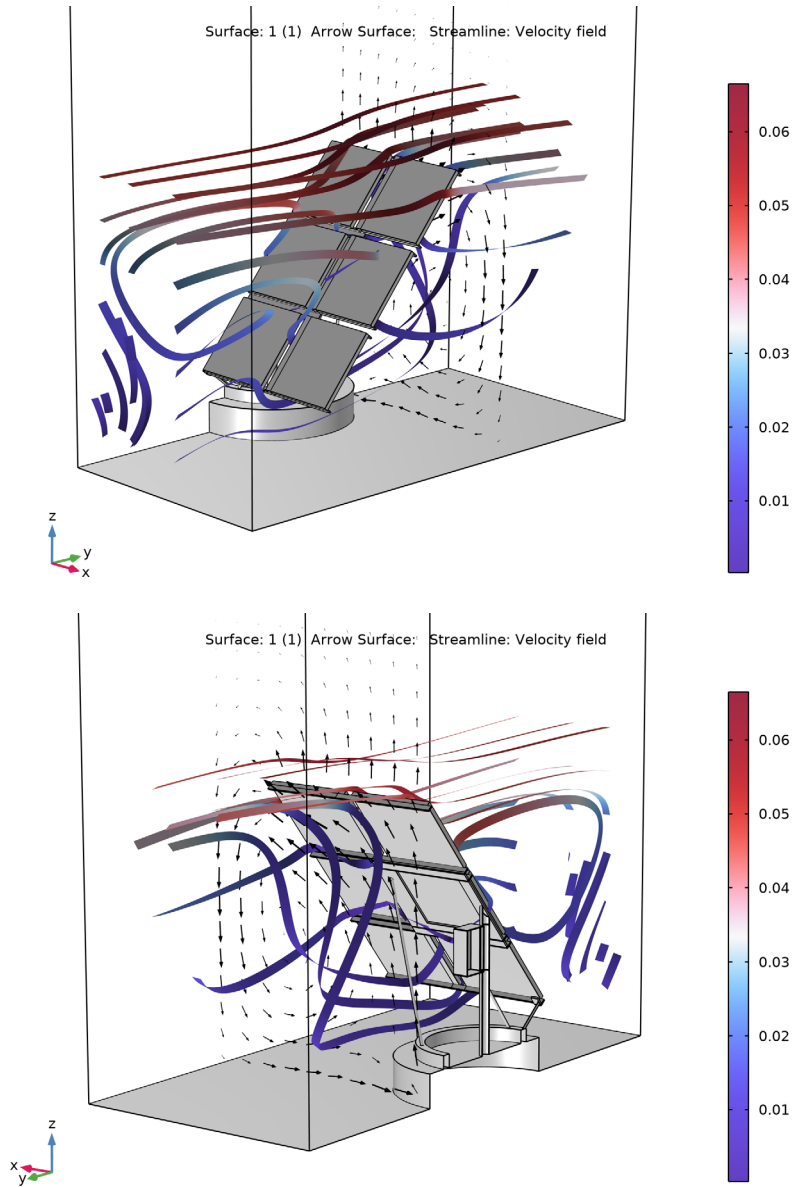 Surface: 1 (1)  Arrow Surface:   Streamline: Velocity field
0.06
0.05
0.04
0.03
0.02
0.01
z
y
x
Surface: 1 (1)  Arrow Surface:   Streamline: Velocity field
0.06
0.05
0.04
0.03
0.02
0.01
z
x
y